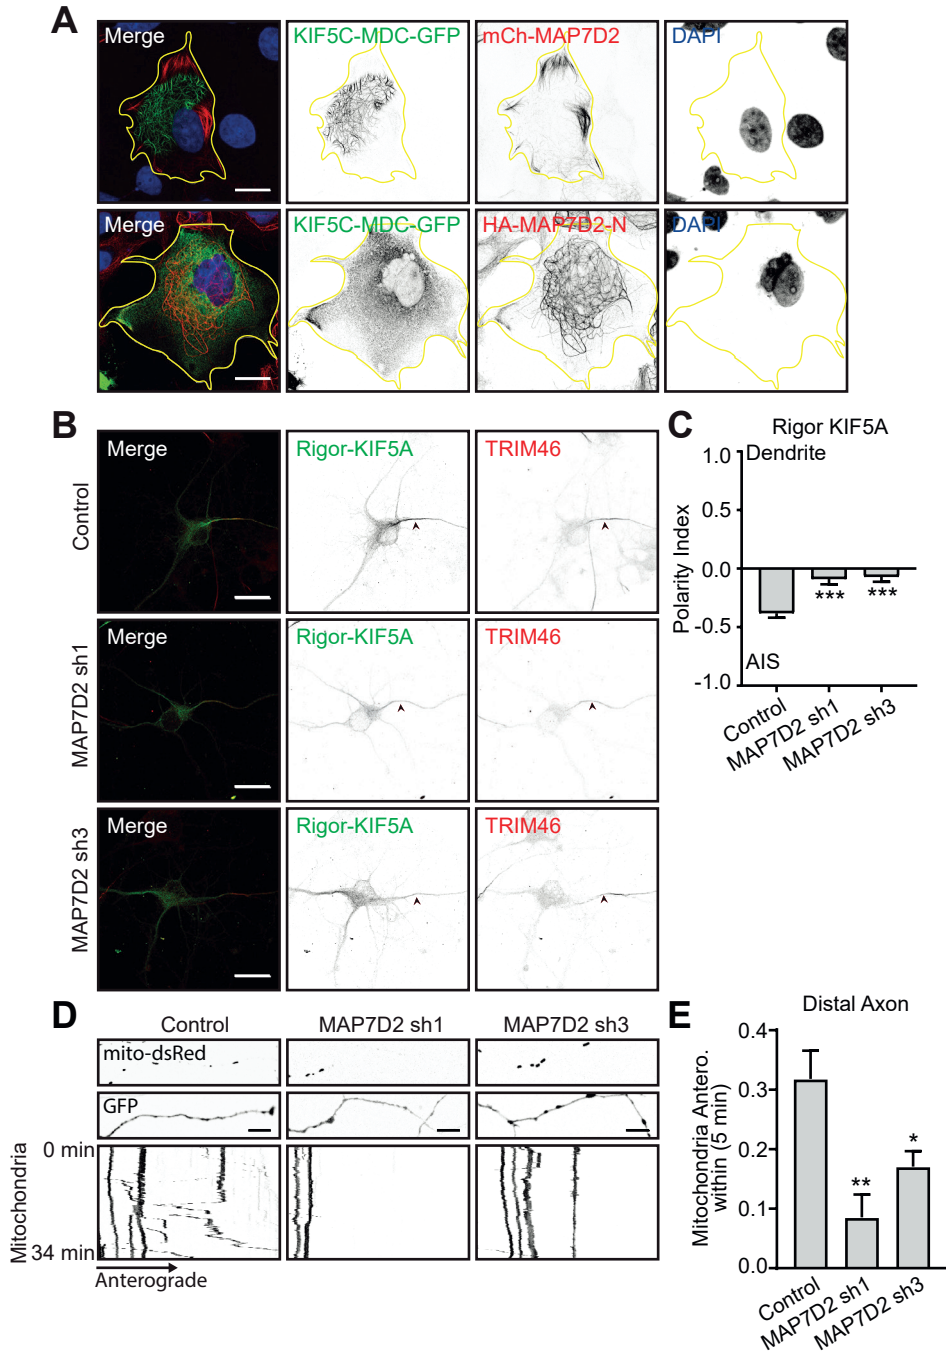 A
Merge
KIF5C-MDC-GFP
mCh-MAP7D2
DAPI
Merge
KIF5C-MDC-GFP
HA-MAP7D2-N
DAPI
B
Control
Merge
Rigor-KIF5A
TRIM46
MAP7D2 sh1
Merge
Rigor-KIF5A
TRIM46
MAP7D2 sh3
Merge
Rigor-KIF5A
TRIM46
C
Rigor KIF5A
Polarity Index
1.0
0.5
0.0
-0.5
-1.0
Dendrite
AIS
***
***
Control
MAP7D2 sh1
MAP7D2 sh3
D
Control
MAP7D2 sh1
MAP7D2 sh3
mito-dsRed
GFP
Mitochondria
0 min
34 min
Anterograde
E
Distal Axon
Mitochondria Antero.
within (5 min)
0.4
0.3
0.2
0.1
0.0
**
*
Control
MAP7D2 sh1
MAP7D2 sh3